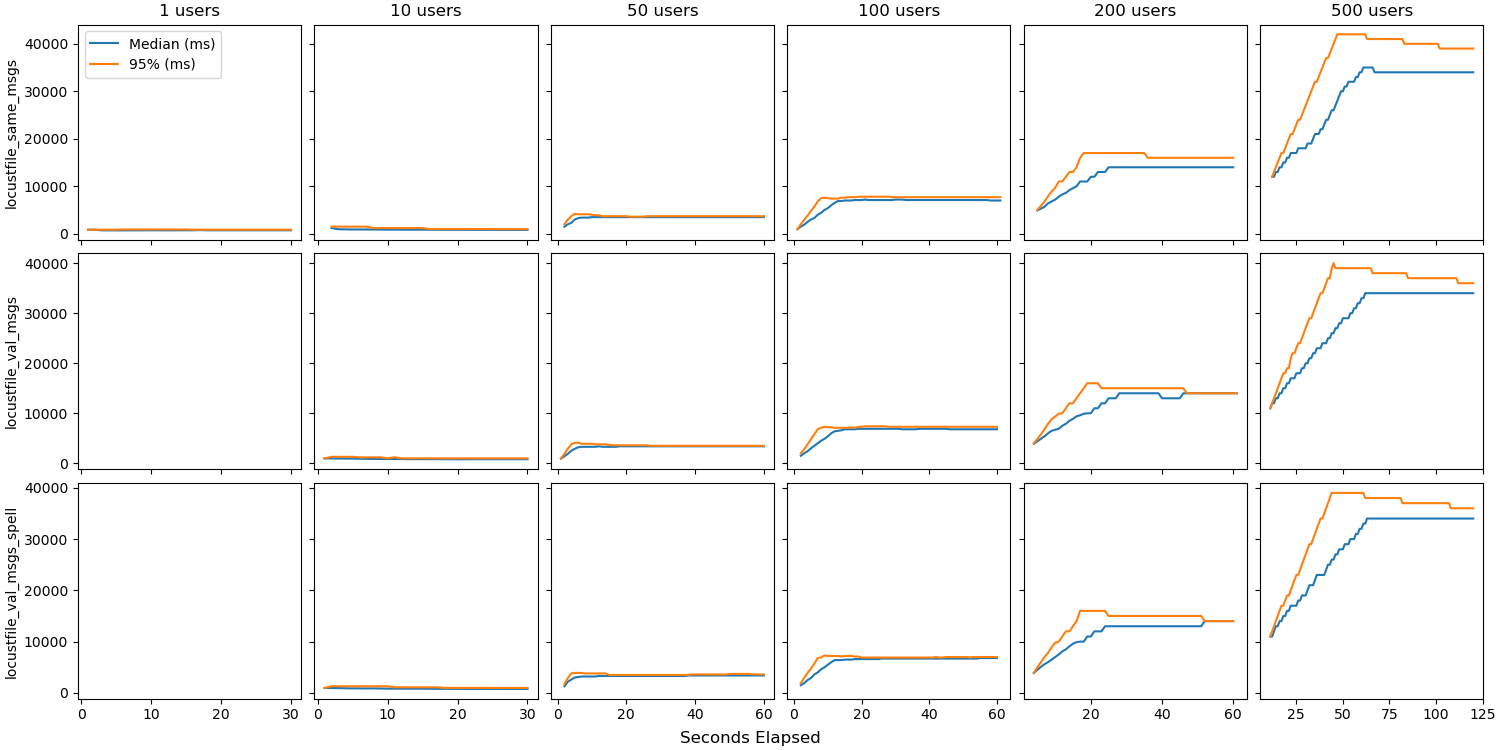 1 users 10 users 50 users 100 users 200 users 500 users
Median (ms)
95% (ms)
locustfile_same_msgs
40000
30000
20000
10000
0
locustfile_val_msgs
40000
30000
20000
10000
0
locustfile_val_msgs_spell
40000
30000
20000
10000
0
0 10 20 30 0 10 20 30 0 20 40 60 0 20 40 60 20 40 60 25 50 75 100 125
Seconds Elapsed